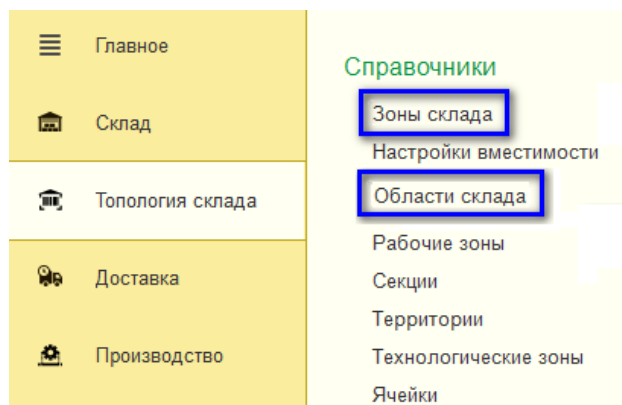 Главное
Склад
Топология склада
Доставка
Производство
Справочники
Зоны склада
Настройки вместимости
Области склада
Рабочие зоны
Секции
Территории
Технологические зоны
Ячейки